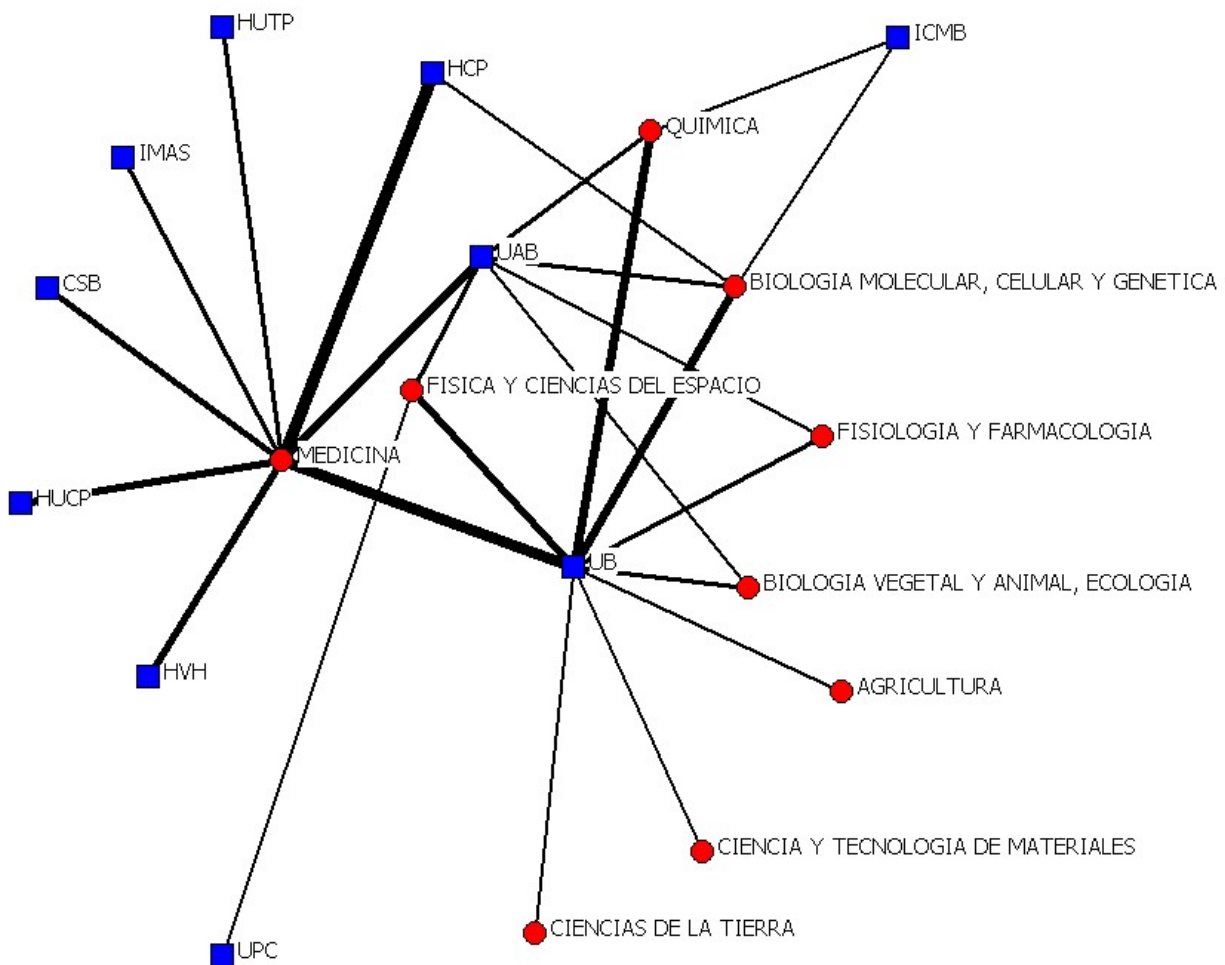 HUTP
ICMB
HCP
QUIMICA
IMAS
UAB
BIOLOGIA MOLECULAR, CELULAR Y GENETICA
CSB
FISICA Y CIENCIAS DEL ESPACIO
FISIOLOGIA Y FARMACOLOGIA
MEDICINA
HUCP
UB
BIOLOGIA VEGETAL Y ANIMAL, ECOLOGIA
HVH
AGRICULTURA
CIENCIA Y TECNOLOGIA DE MATERIALES
CIENCIAS DE LA TIERRA
UPC